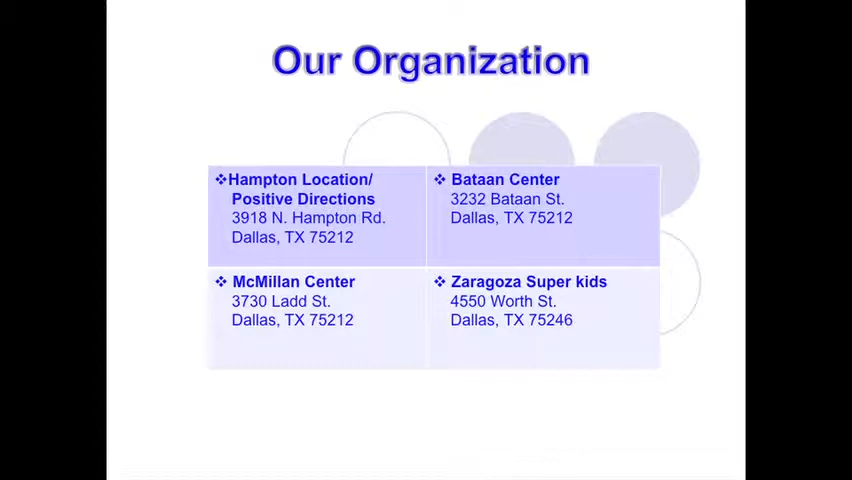 Our Organization
❖Hampton Location/
Positive Directions
3918 N. Hampton Rd.
Dallas, TX 75212
❖ Bataan Center
3232 Bataan St.
Dallas, TX 75212
❖ McMillan Center
3730 Ladd St.
Dallas, TX 75212
❖ Zaragoza Super kids
4550 Worth St.
Dallas, TX 75246